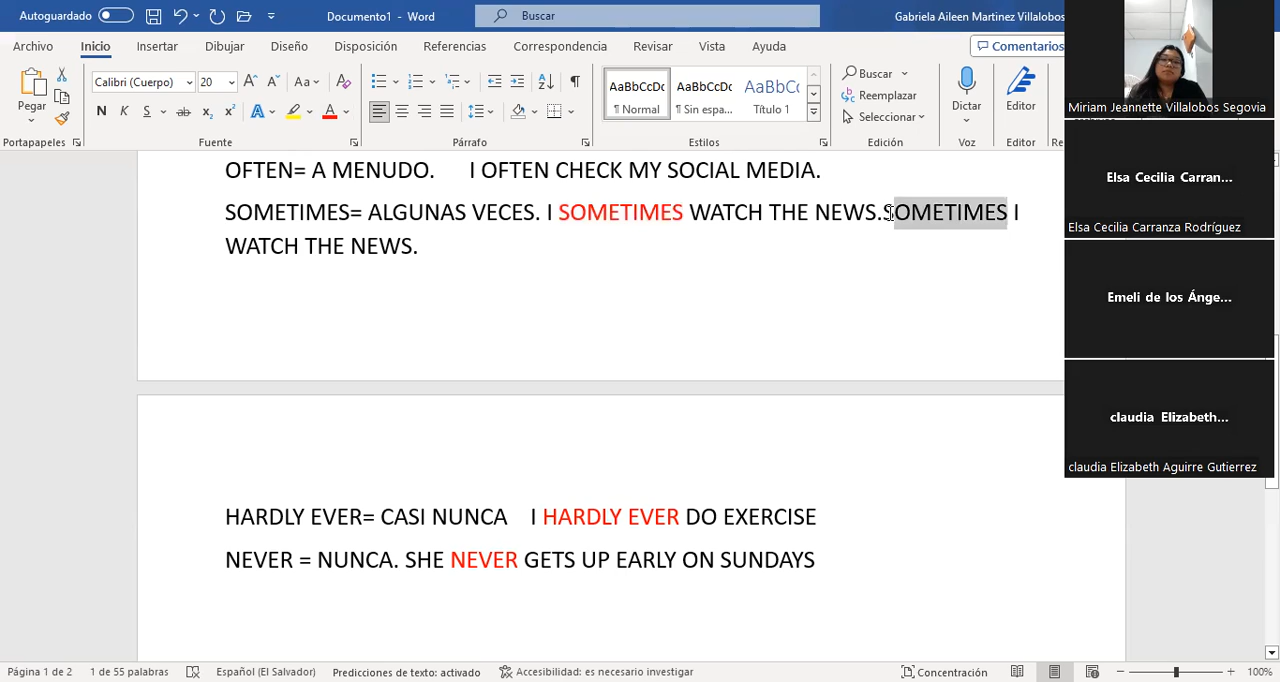 Autoguardado
Documento1 - Word
Buscar
Gabriela Aileen Martinez Villalobos
Archivo Inicio Insertar Dibujar Diseño Disposición Referencias Correspondencia Revisar Vista Ayuda
Comentarios
Pegar
Calibri (Cuerpo) 20
Aa
N K S ab x₂ x² A A
AaBbCcDc AaBbCcDc AaBbCc
¶ Normal ¶ Sin espa... Título 1
Buscar
Reemplazar
Seleccionar
Dictar
Editor
Portapapeles Fuente Párrafo Estilos Edición Voz Editor
OFTEN= A MENUDO. I OFTEN CHECK MY SOCIAL MEDIA.
SOMETIMES= ALGUNAS VECES. I SOMETIMES WATCH THE NEWS.SOMETIMES I
WATCH THE NEWS.
HARDLY EVER= CASI NUNCA I HARDLY EVER DO EXERCISE
NEVER = NUNCA. SHE NEVER GETS UP EARLY ON SUNDAYS
Miriam Jeannette Villalobos Segovia
Elsa Cecilia Carran...
Elsa Cecilia Carranza Rodríguez
Emeli de los Ánge...
claudia Elizabeth...
claudia Elizabeth Aguirre Gutierrez
Página 1 de 2 1 de 55 palabras Español (El Salvador) Predicciones de texto: activado Accesibilidad: es necesario investigar Concentración 100%